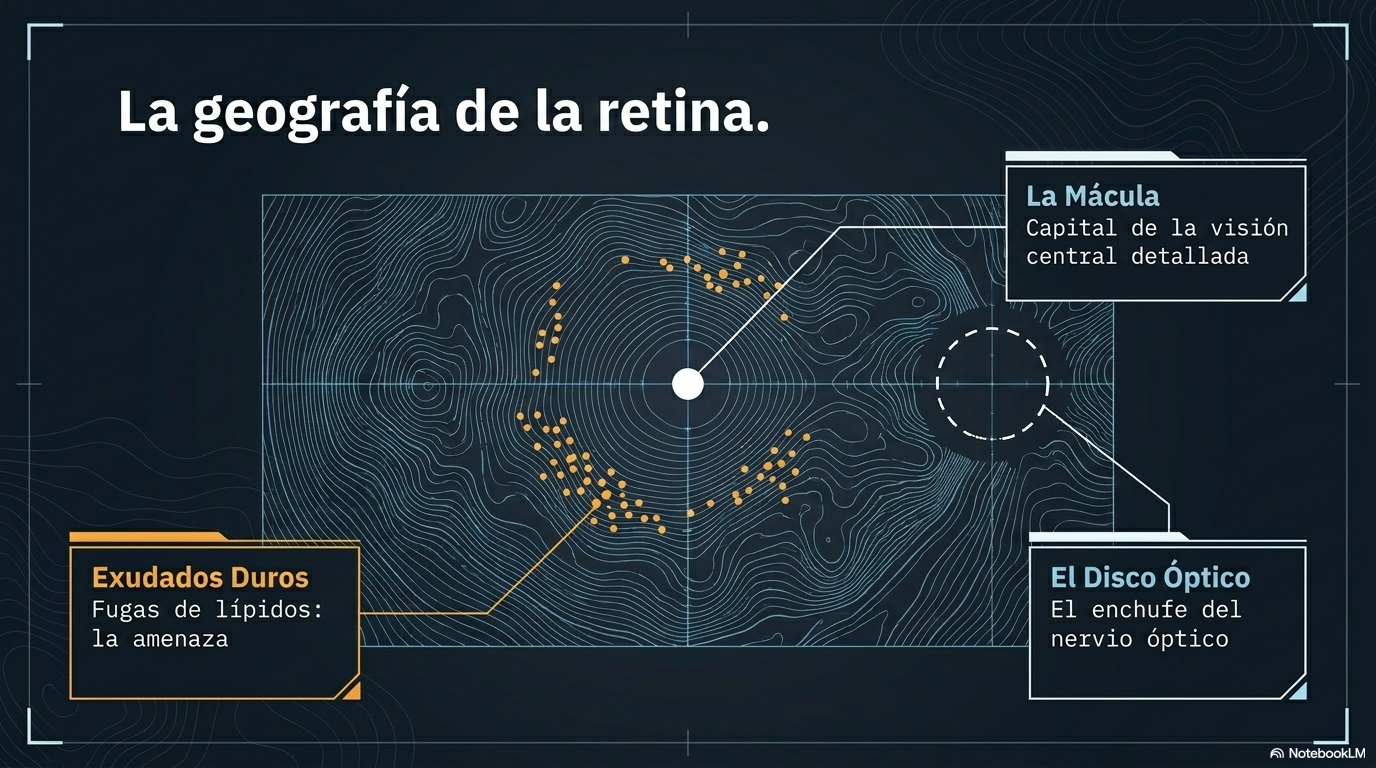 La geografía de la retina.
La Mácula
Capital de la visión
central detallada
Exudados Duros
Fugas de lípidos:
la amenaza
El Disco Óptico
El enchufe del
nervio óptico
NotebookLM